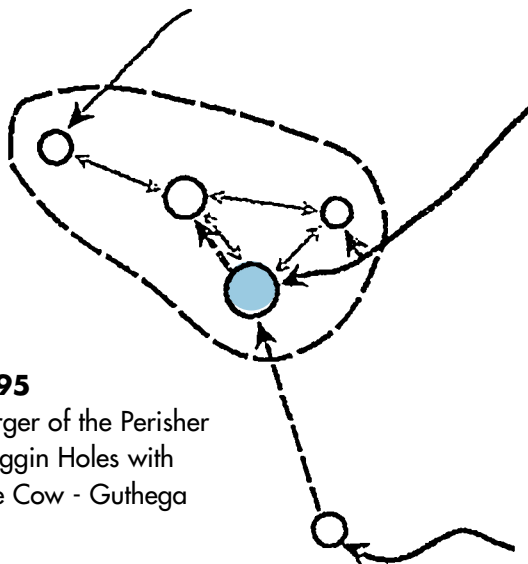 95
rger of the Perisher
ggin Holes with
e Cow - Guthega